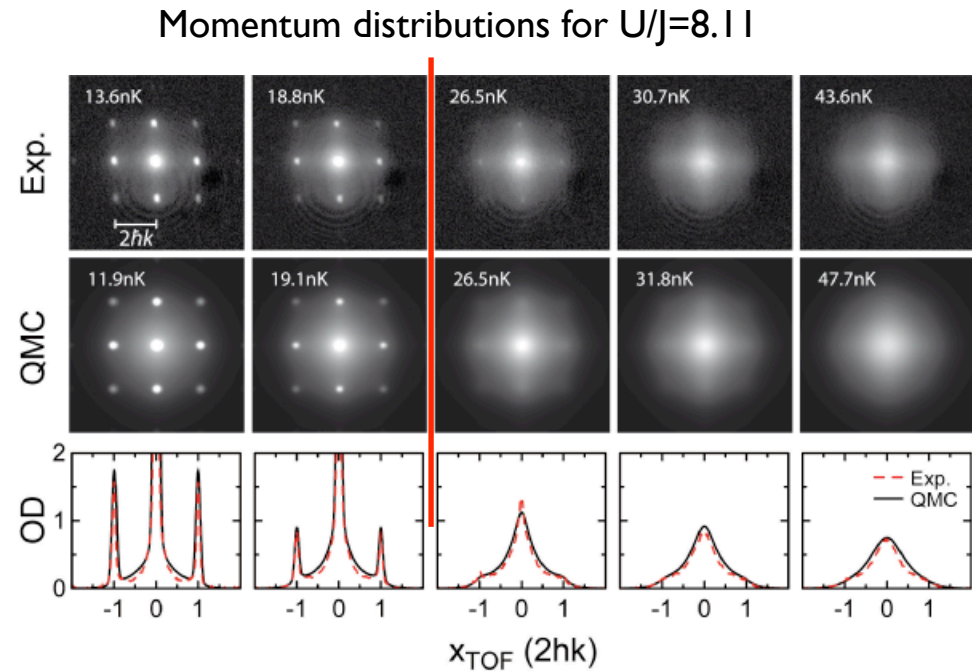 Momentum distributions for U/J=8.11
Exp.
13.6nK 18.8nK 26.5nK 30.7nK 43.6nK
2ℏk
QMC
11.9nK 19.1nK 26.5nK 31.8nK 47.7nK
OD
2
1
0
Exp.
QMC
-1 0 1 -1 0 1 -1 0 1 -1 0 1 -1 0 1
xTOF (2hk)